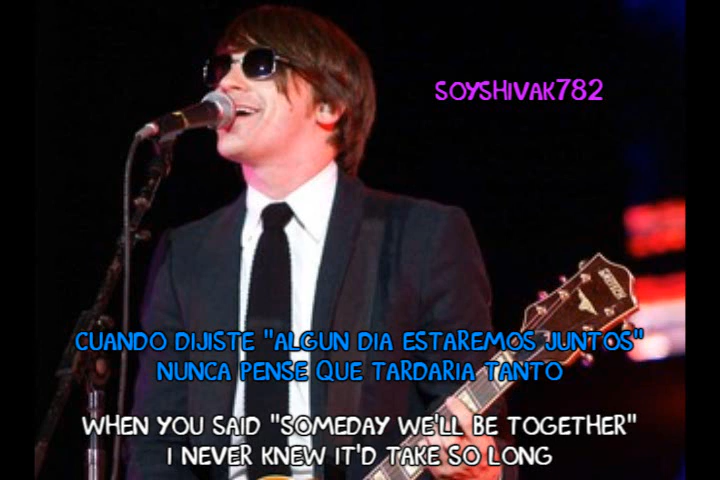 SOYSHIVAK782
GRETSCH
CUANDO DIJISTE "ALGUN DIA ESTAREMOS JUNTOS"
NUNCA PENSE QUE TARDARIA TANTO
WHEN YOU SAID "SOMEDAY WE'LL BE TOGETHER"
I NEVER KNEW IT'D TAKE SO LONG